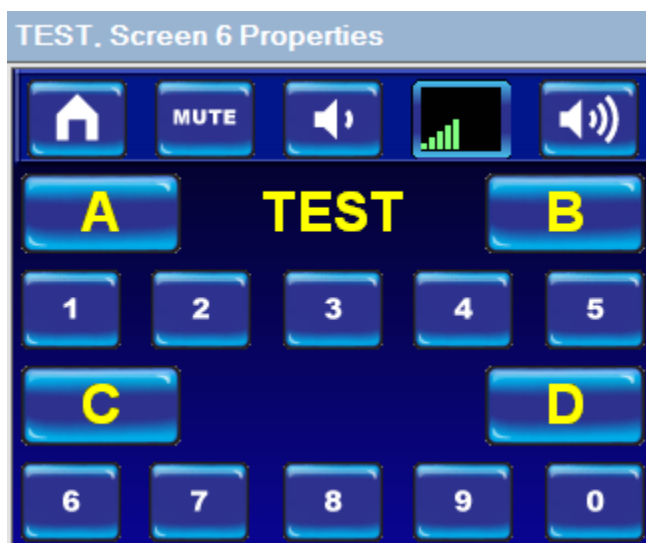 TEST, Screen 6 Properties
MUTE
A TEST B
1 2 3 4 5
C D
6 7 8 9 0